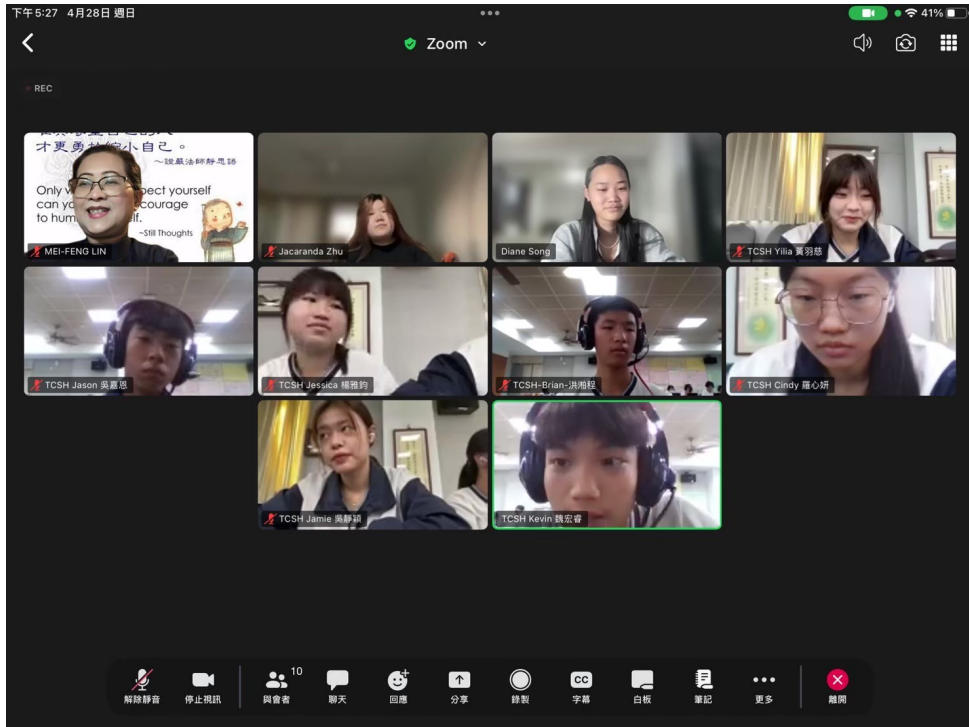 下午5:27 4月28日 週日
41%
Zoom
REC
才更勇於縮小自己。
~證嚴法師靜思語
Only w
pect yourself
can yo
courage
to hum
lf.
~Still Thoughts
MEI-FENG LIN
Jacaranda Zhu
Diane Song
TCSH Yilia 黃羽慈
TCSH Jason 吳嘉恩
TCSH Jessica 楊雅鈞
TCSH-Brian-洪湘程
TCSH Cindy 羅心妍
TCSH Jamie 吳靜穎
TCSH Kevin 魏宏睿
10
CC
解除靜音
停止視訊
與會者
聊天
回應
分享
錄製
字幕
白板
筆記
更多
離開